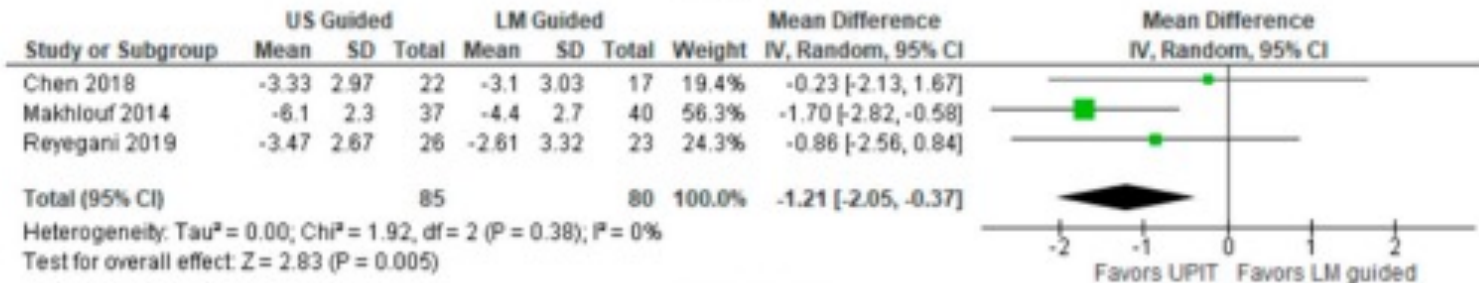 US Guided LM Guided Mean Difference Mean Difference
Study or Subgroup Mean SD Total Mean SD Total Weight IV, Random, 95% CI IV, Random, 95% CI
Chen 2018 -3.33 2.97 22 -3.1 3.03 17 19.4% -0.23 [-2.13, 1.67]
Makhlouf 2014 -6.1 2.3 37 -4.4 2.7 40 56.3% -1.70 [-2.82, -0.58]
Reyegani 2019 -3.47 2.67 26 -2.61 3.32 23 24.3% -0.86 [-2.56, 0.84]
Total (95% CI) 85 80 100.0% -1.21 [-2.05, -0.37]
Heterogeneity: Tau² = 0.00; Chi² = 1.92, df = 2 (P = 0.38); I² = 0%
Test for overall effect: Z = 2.83 (P = 0.005)
-2 -1 0 1 2
Favors UPIT Favors LM guided